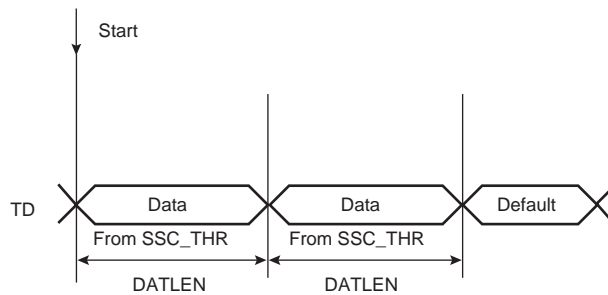 Start
TD Data Data Default
From SSC_THR From SSC_THR
DATLEN DATLEN